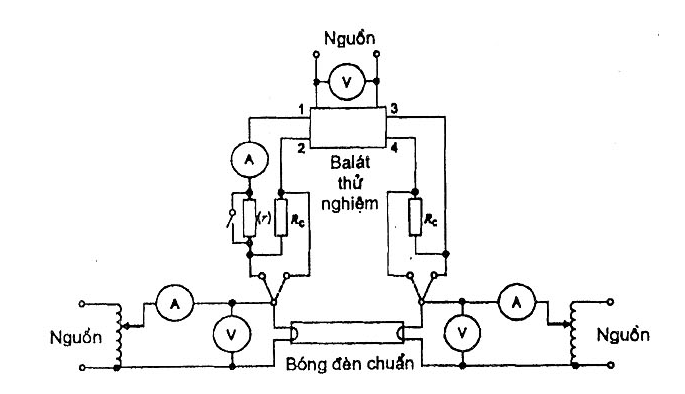 Nguồn
V
1 3
2 4
Balát
thử
nghiệm
A
(r) Rc Rc
A A
Nguồn V V Nguồn
Bóng đèn chuẩn